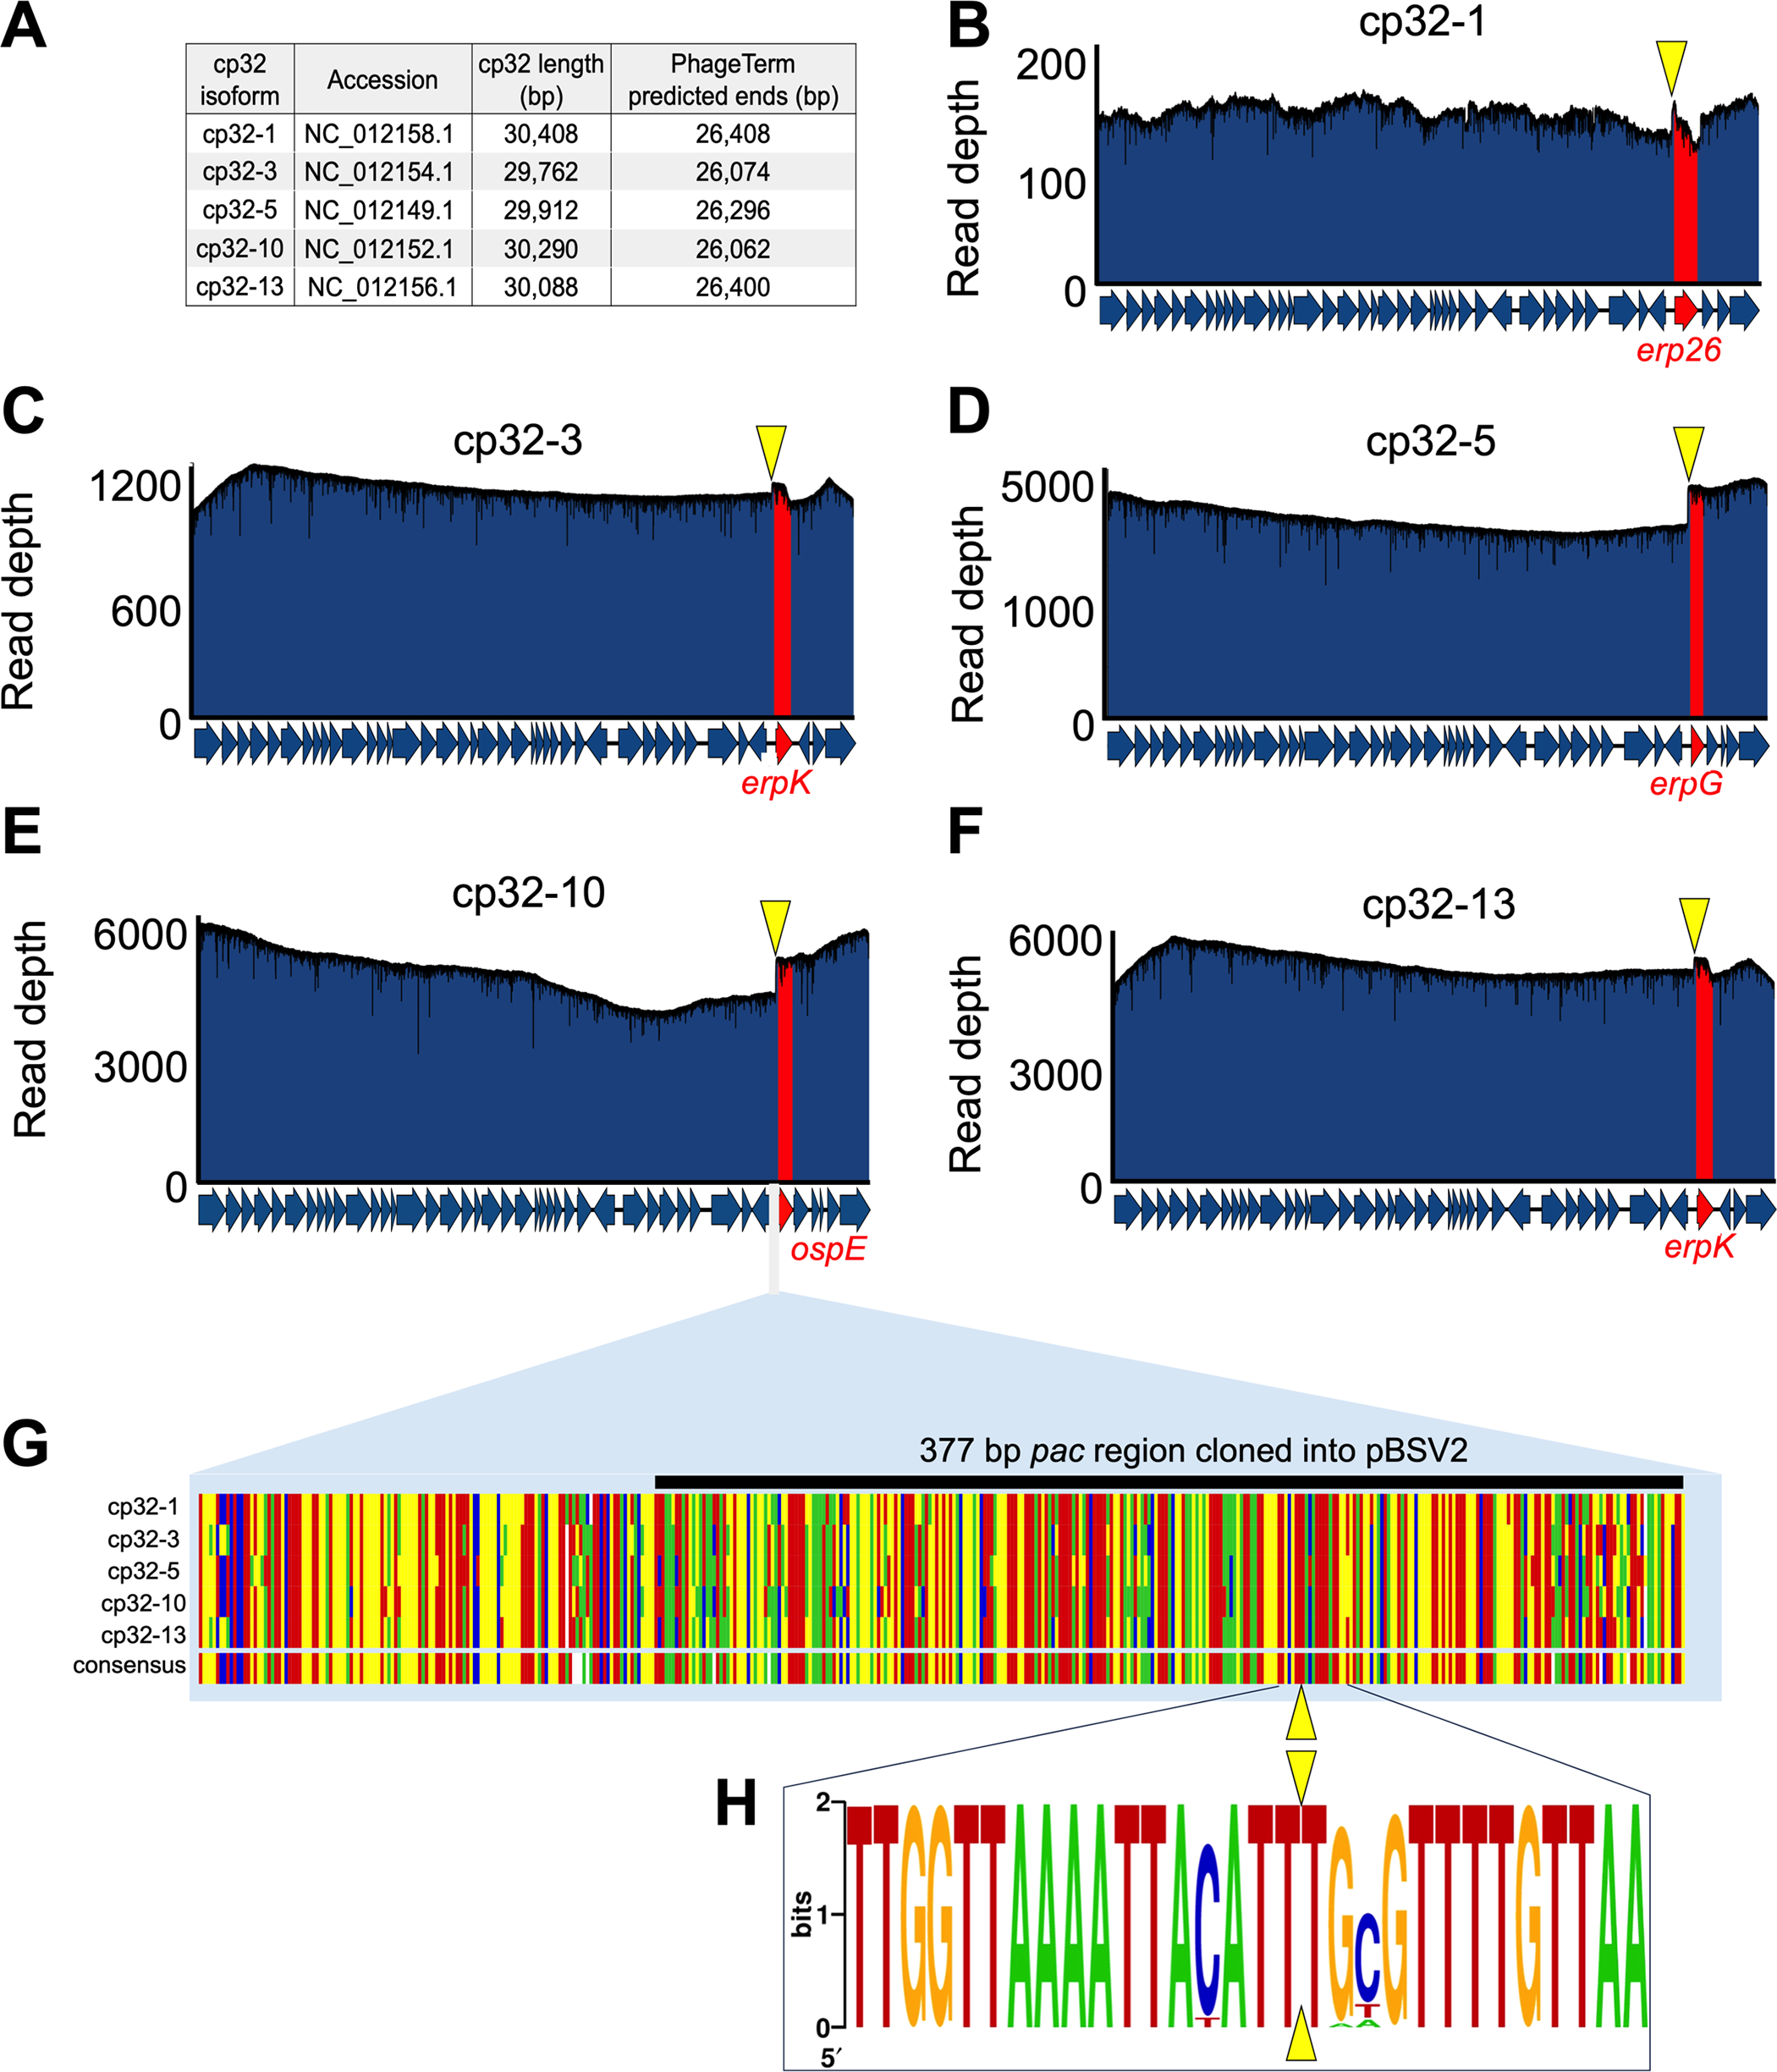 A
cp32 isoform Accession cp32 length (bp) PhageTerm predicted ends (bp)
cp32-1 NC_012158.1 30,408 26,408
cp32-3 NC_012154.1 29,762 26,074
cp32-5 NC_012149.1 29,912 26,296
cp32-10 NC_012152.1 30,290 26,062
cp32-13 NC_012156.1 30,088 26,400
B
cp32-1
Read depth
200
100
0
erp26
C
cp32-3
Read depth
1200
600
0
erpK
D
cp32-5
Read depth
5000
1000
0
erpG
E
cp32-10
Read depth
6000
3000
0
ospE
F
cp32-13
Read depth
6000
3000
0
erpK
G
377 bp pac region cloned into pBSV2
cp32-1
cp32-3
cp32-5
cp32-10
cp32-13
consensus
H
bits
2
1
0
5′
TTGGTTAAAATTACATTTGCGTTTTGTTAA